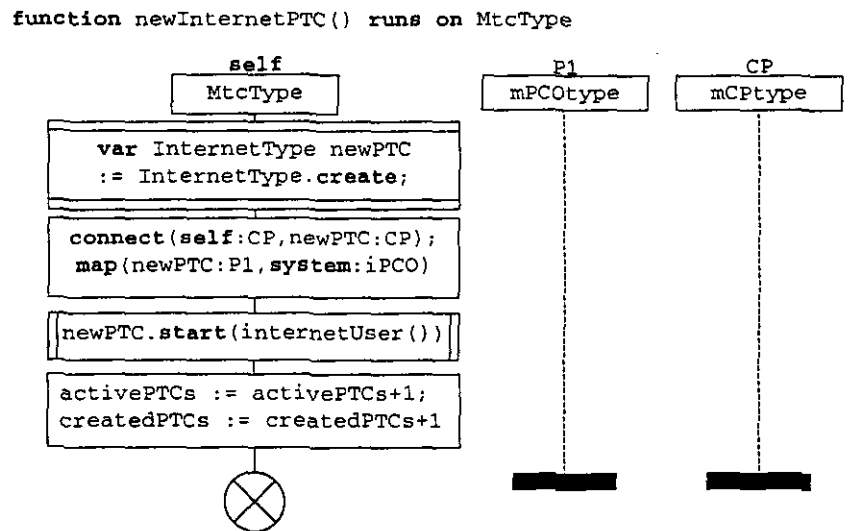 function newInternetPTC() runs on MtcType
self P1 CP
MtcType mPCOtype mCPtype
var InternetType newPTC
:= InternetType.create;
connect(self:CP,newPTC:CP);
map(newPTC:P1,system:iPCO)
newPTC.start(internetUser())
activePTCs := activePTCs+1;
createdPTCs := createdPTCs+1